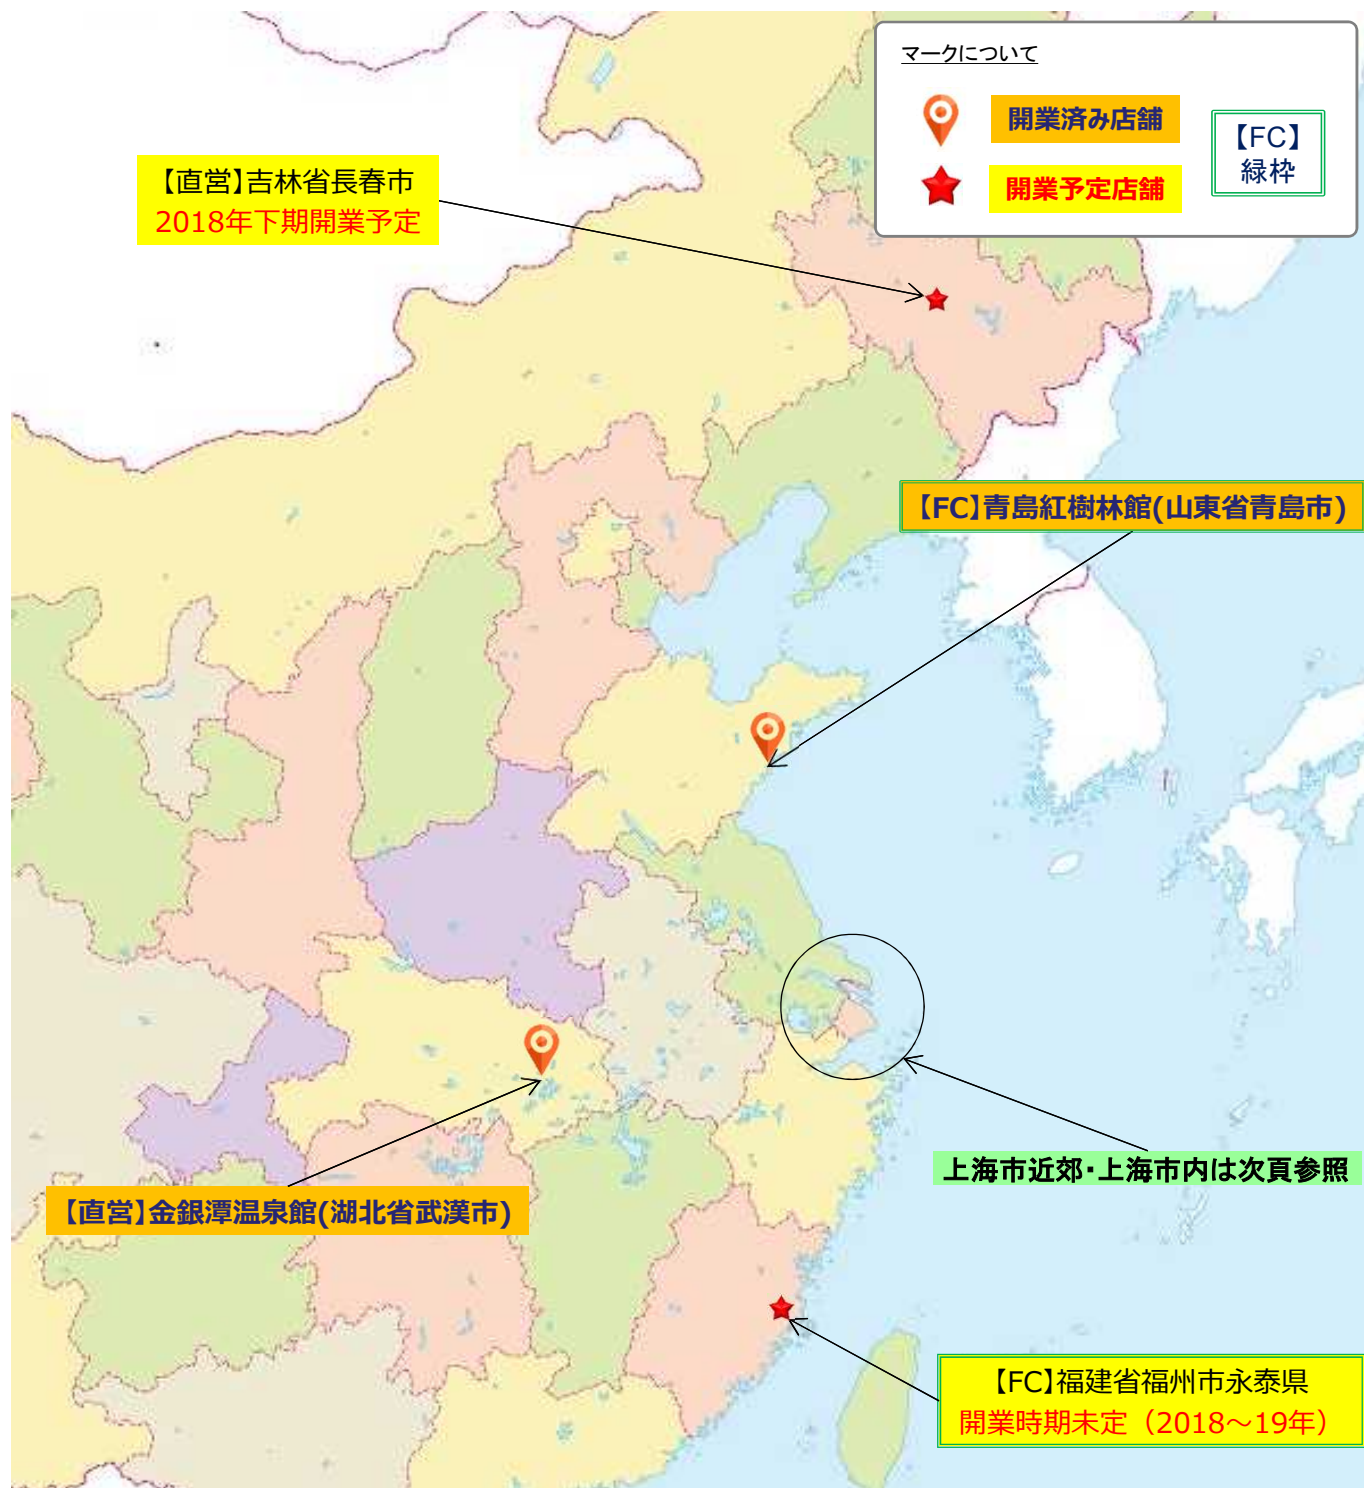 マークについて
開業済み店舗
開業予定店舗
【FC】
緑枠
【直営】吉林省長春市
2018年下期開業予定
【FC】青島紅樹林館(山東省青島市)
上海市近郊・上海市内は次頁参照
【直営】金銀潭温泉館(湖北省武漢市)
【FC】福建省福州市永泰県
開業時期未定（2018～19年）